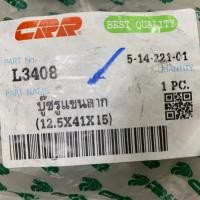 CRR
BEST QUALITY
PART No.
5-14-221-01
L3408
QUANTITY
PART NAME
1 PC.
บู๊ชรูแขนลาก
(12.5X41X15)